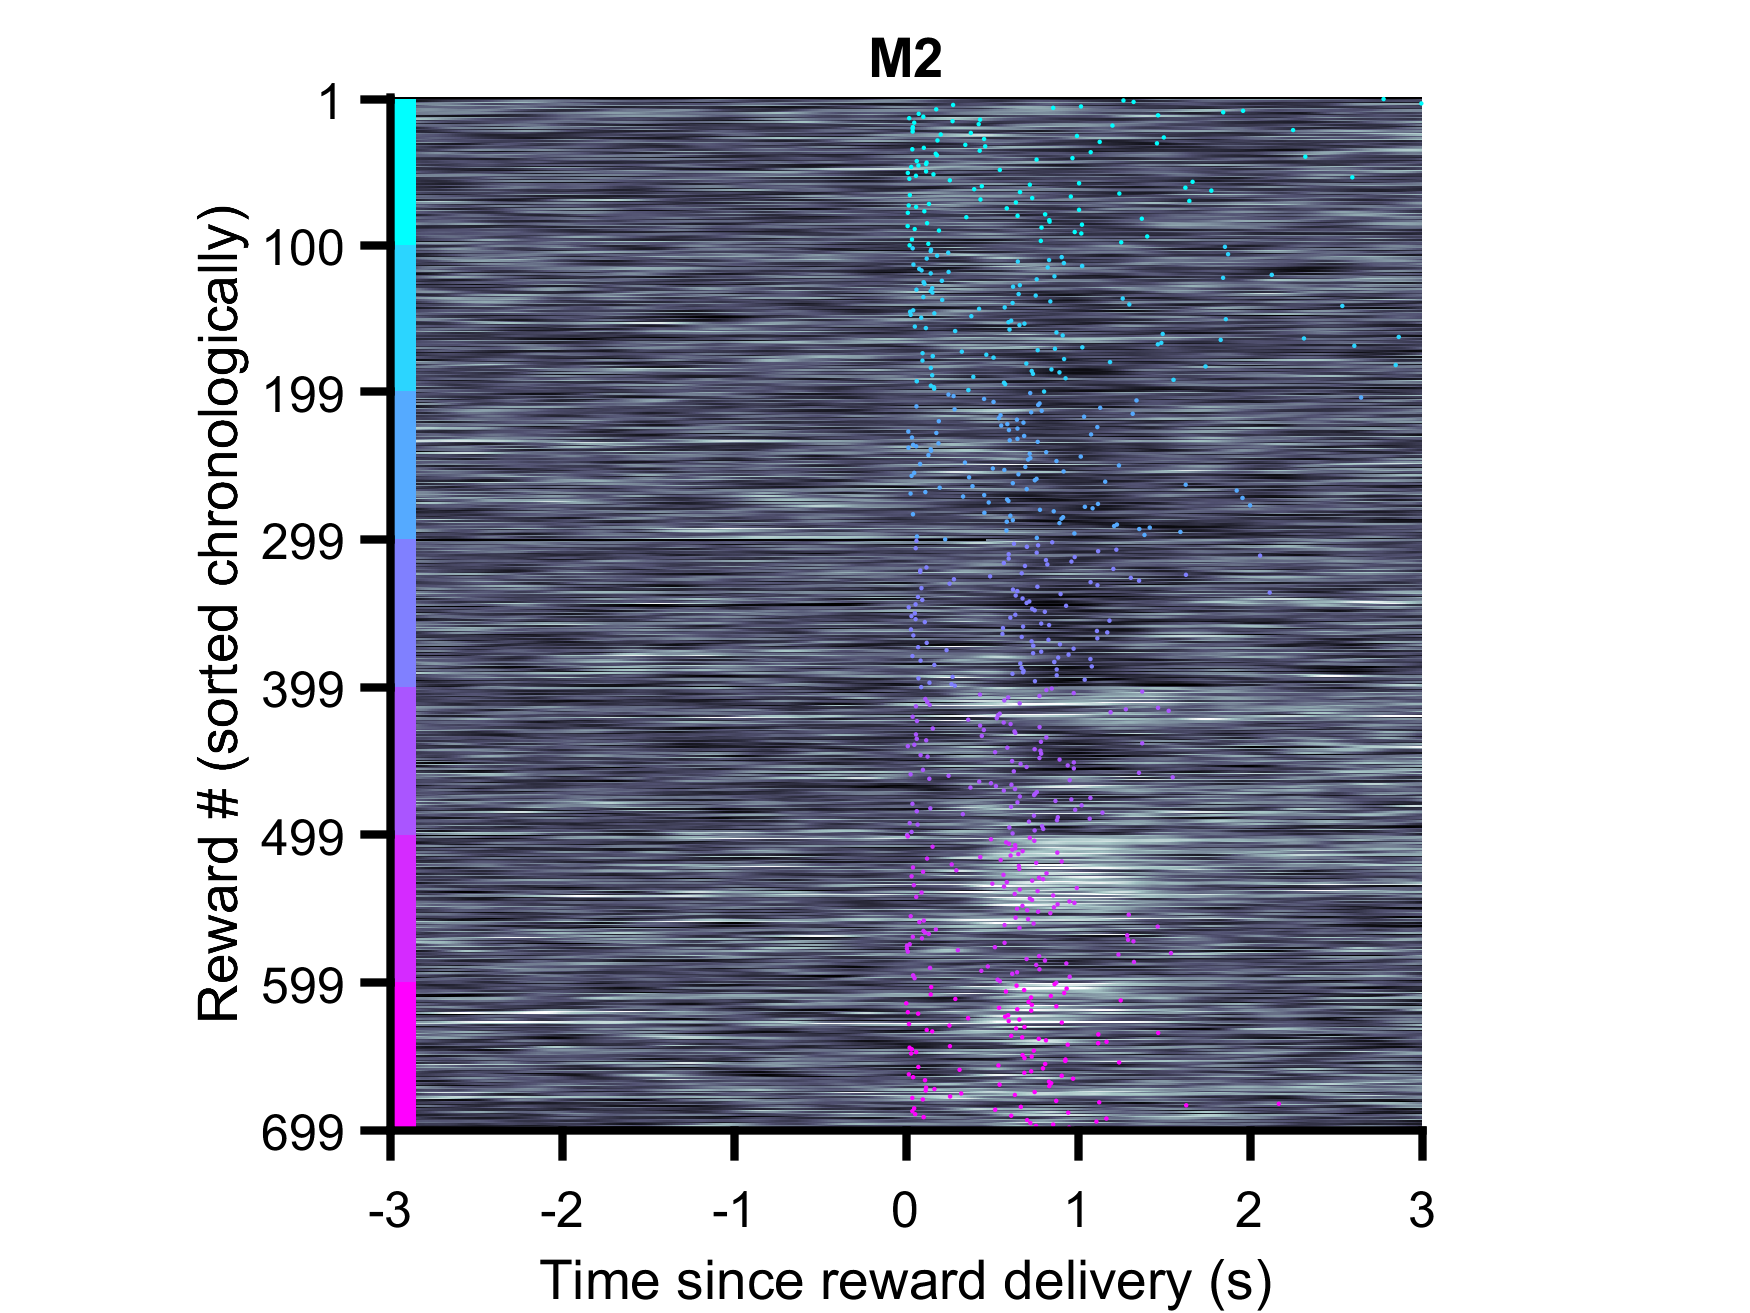 M2
Reward # (sorted chronologically)
1
100
199
299
399
499
599
699
-3 -2 -1 0 1 2 3
Time since reward delivery (s)